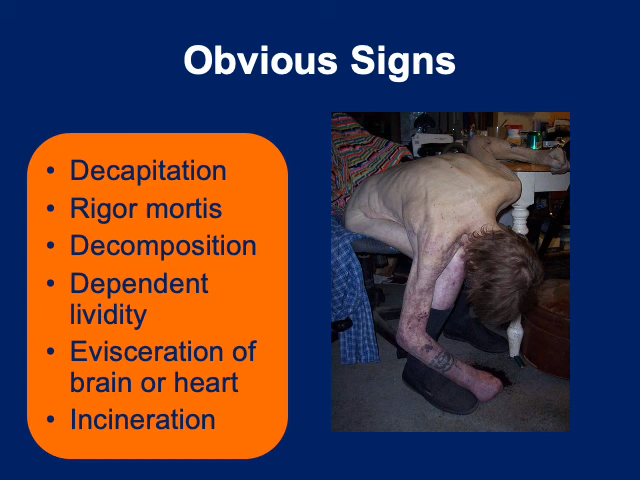 Obvious Signs
• Decapitation
• Rigor mortis
• Decomposition
• Dependent
lividity
• Evisceration of
brain or heart
• Incineration